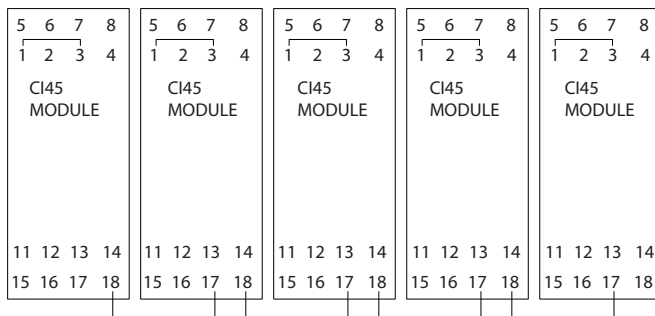 5 6 7 8 5 6 7 8 5 6 7 8 5 6 7 8 5 6 7 8
1 2 3 4 1 2 3 4 1 2 3 4 1 2 3 4 1 2 3 4
CI45 CI45 CI45 CI45 CI45
MODULE MODULE MODULE MODULE MODULE
11 12 13 14 11 12 13 14 11 12 13 14 11 12 13 14 11 12 13 14
15 16 17 18 15 16 17 18 15 16 17 18 15 16 17 18 15 16 17 18